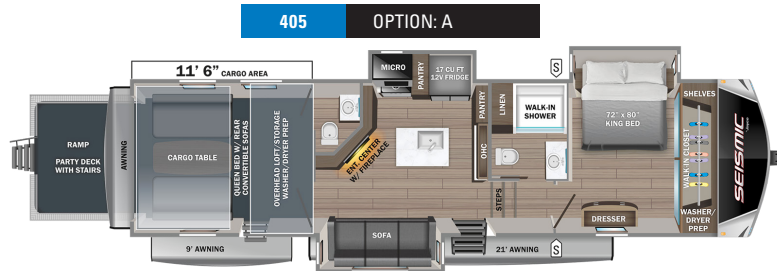 405 OPTION: A
11' 6" CARGO AREA
RAMP
PARTY DECK
WITH STAIRS
AWNING
CARGO TABLE
QUEEN BED W/ REAR
CONVERTIBLE SOFAS
OVERHEAD LOFT/STORAGE
WASHER/DRYER PREP
9' AWNING
ENT. CENTER
W/ FIREPLACE
MICRO
PANTRY
17 CU FT
12V FRIDGE
SOFA
PANTRY
OHC
LINEN
WALK-IN
SHOWER
STEPS
21' AWNING
S
S
72" x 80"
KING BED
DRESSER
SHELVES
WALK-IN CLOSET
WASHER/
DRYER
PREP
SEISMIC